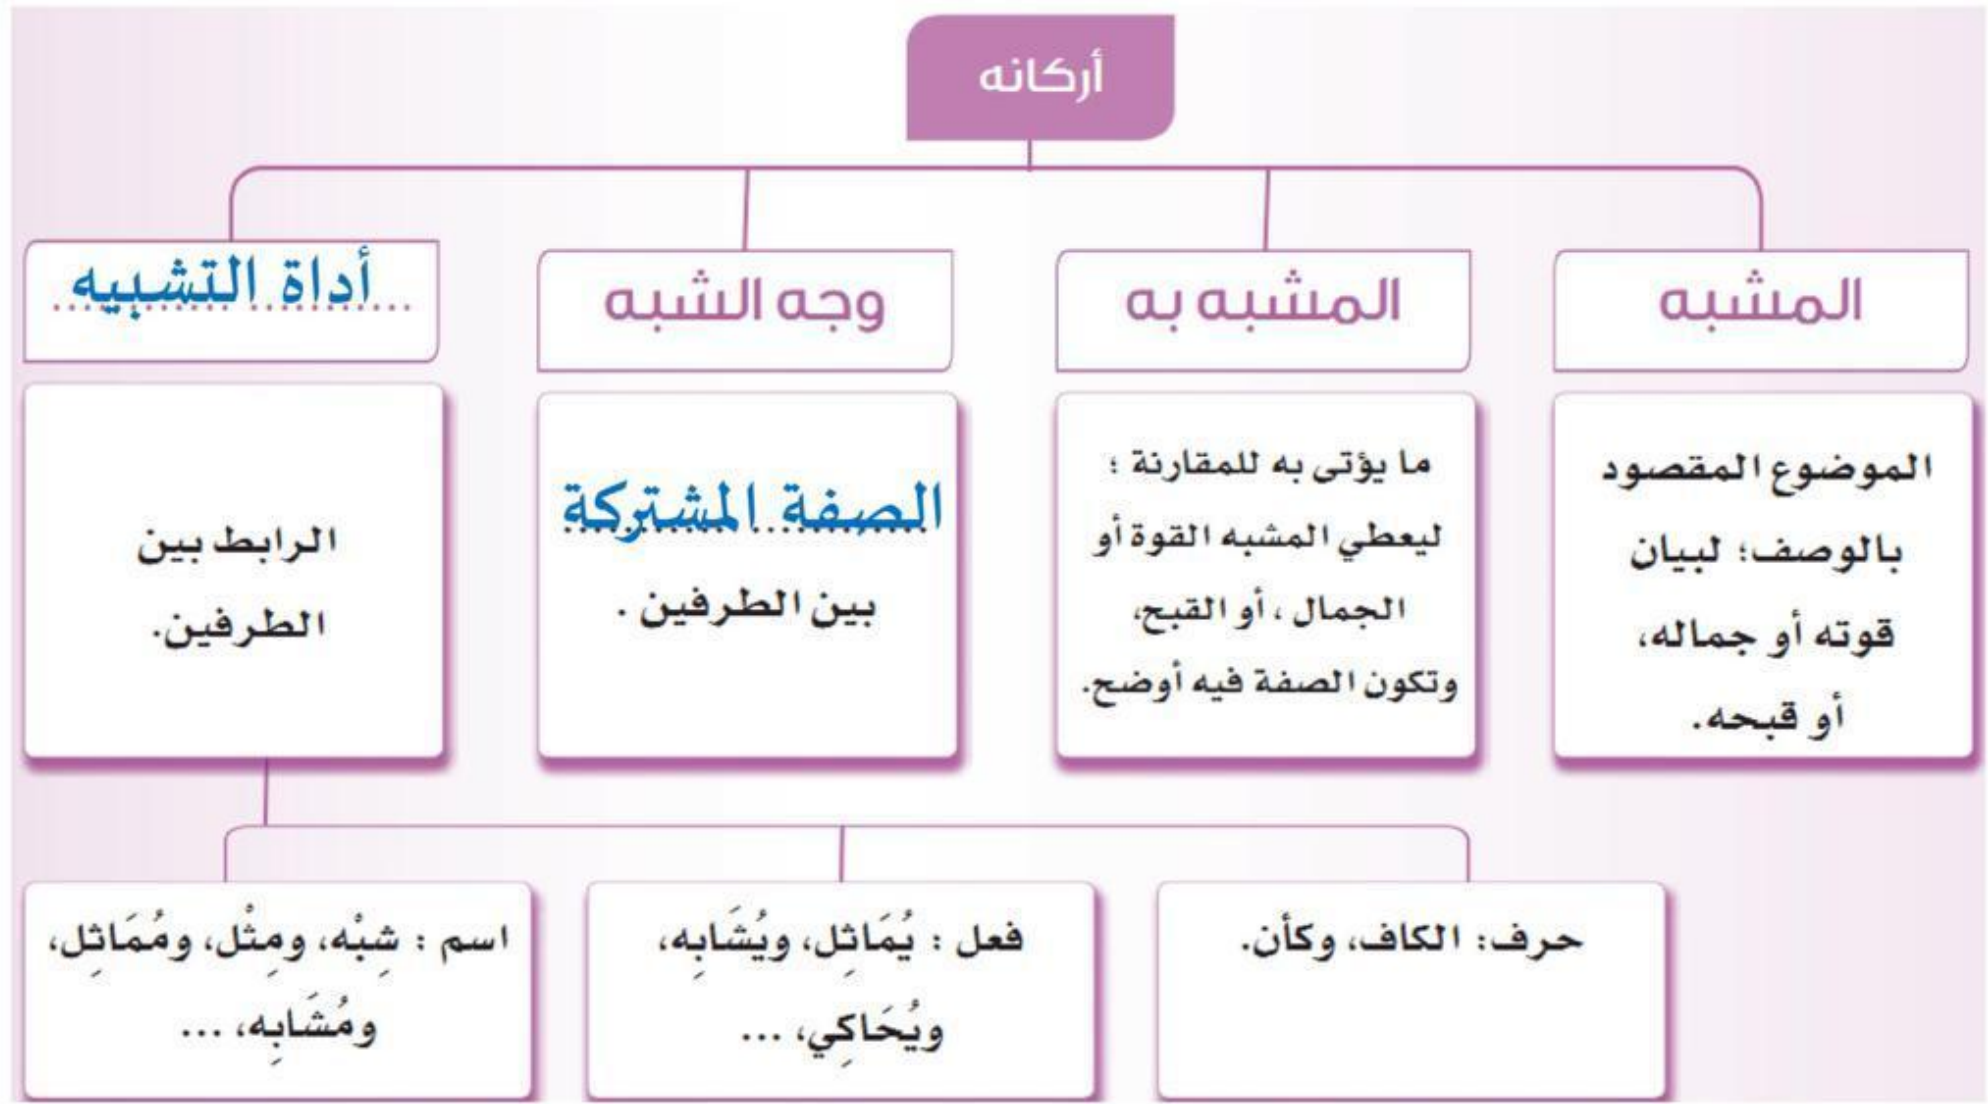 أركانه
المشبه
الموضوع المقصود
بالوصف؛ لبيان
قوته أو جماله،
أو قبحه.
المشبه به
ما يؤتى به للمقارنة ؛
ليعطي المشبه القوة أو
الجمال ، أو القبح،
وتكون الصفة فيه أوضح.
وجه الشبه
الصفة المشتركة
بين الطرفين .
أداة التشبيه
الرابط بين
الطرفين.
حرف: الكاف، وكأن.
فعل : يُمَاثِل، ويُشَابِه،
ويُحَاكِي، ...
اسم : شِبْه، ومِثْل، ومُمَاثِل،
ومُشَابِه، ...